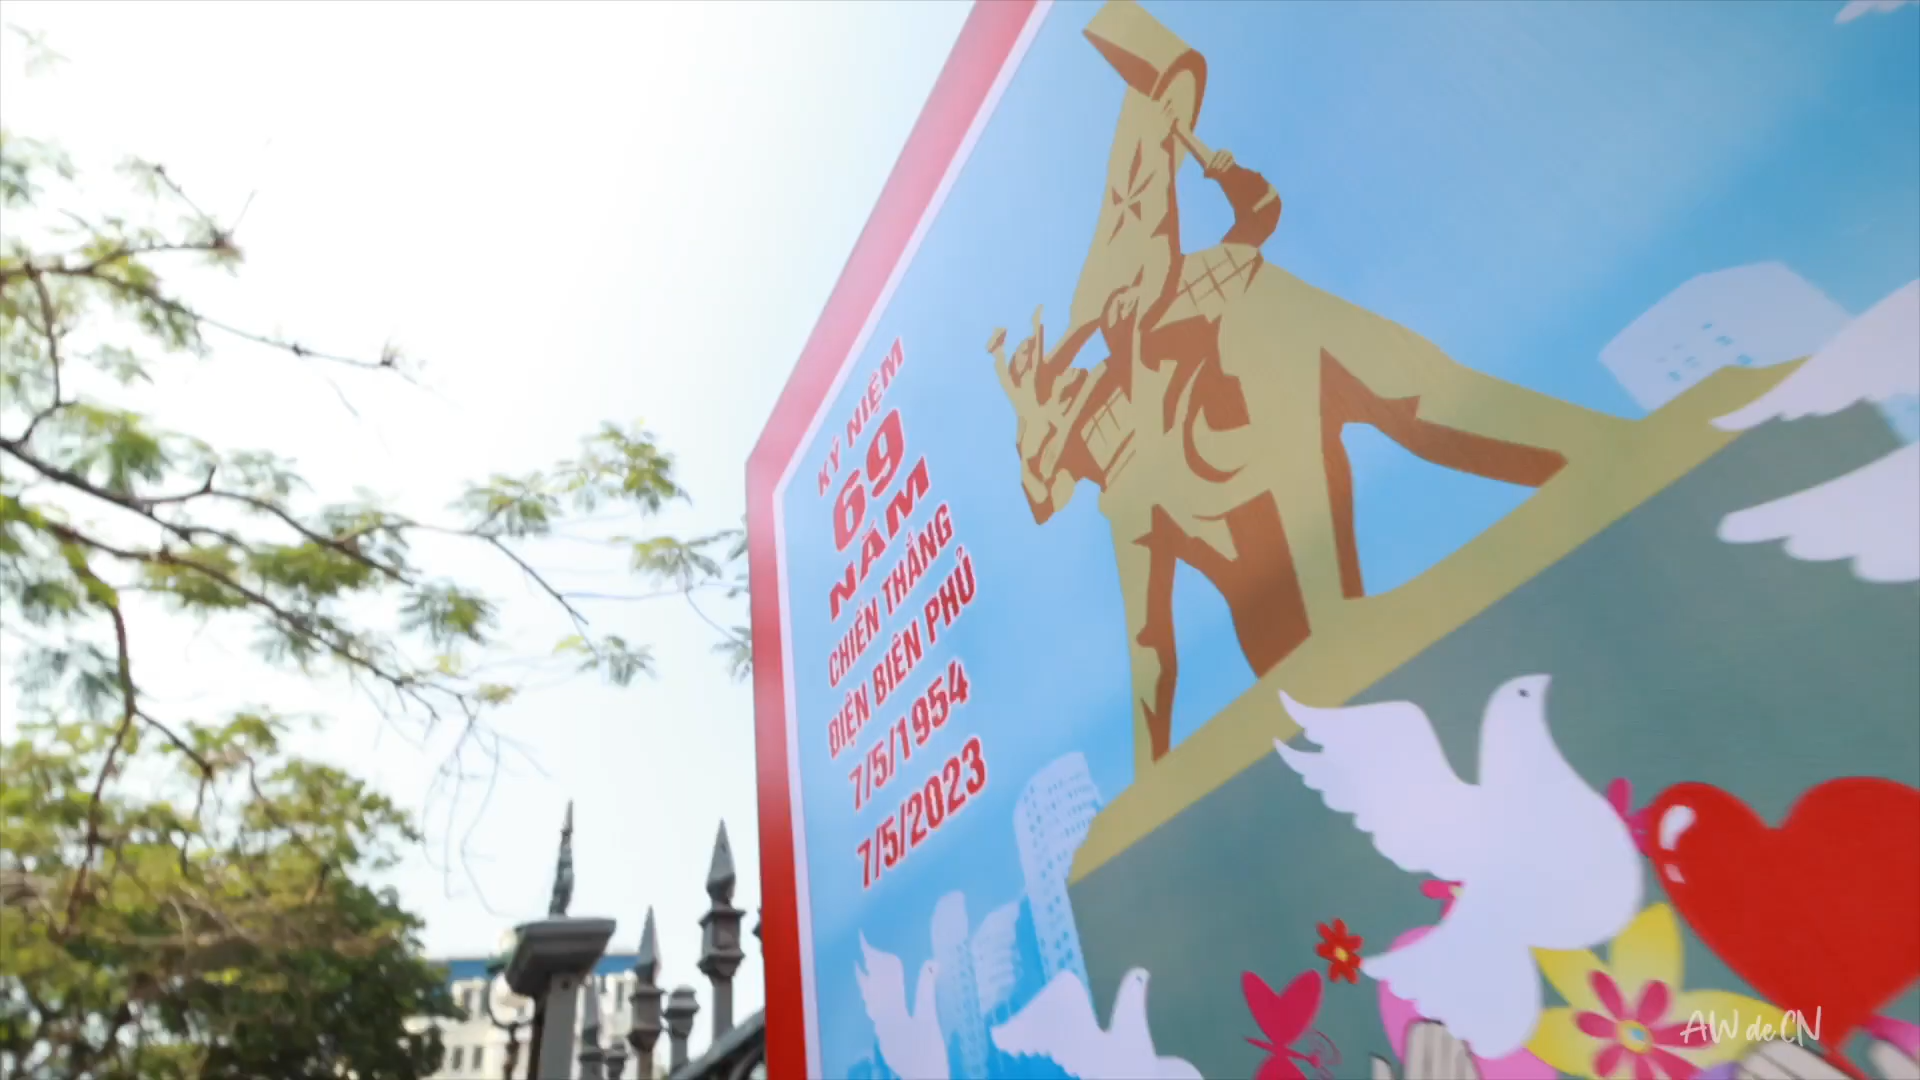 KỶ NIỆM
69
NĂM
CHIẾN THẮNG
ĐIỆN BIÊN PHỦ
7/5/1954
7/5/2023
AW de CN